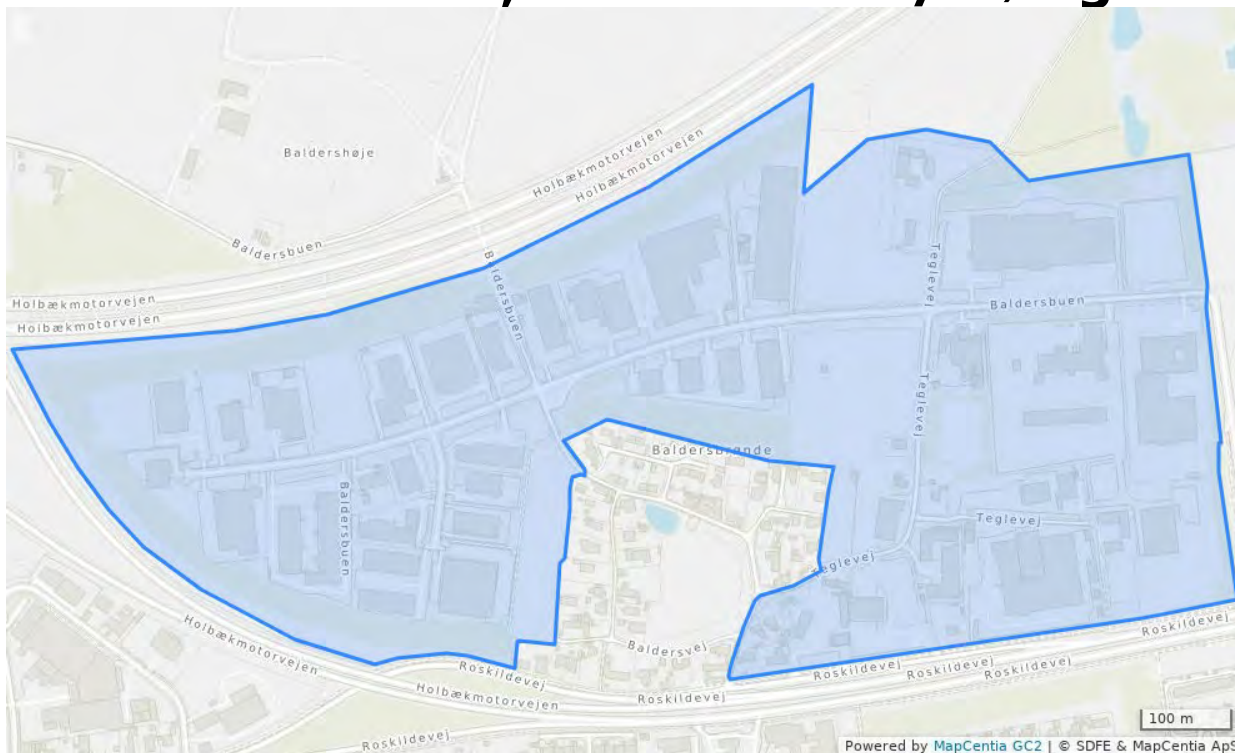 Baldershøje
Holbækmotorvejen
Holbækmotorvejen
Baldersbuen
Baldersbuen
Holbækmotorvejen
Holbækmotorvejen
Teglevej
Baldersbuen
Teglevej
Baldersbrønde
Baldersbuen
Teglevej
Teglevej
Holbækmotorvejen
Baldersvej
Roskildevej
Roskildevej
Roskildevej
Roskildevej
Roskildevej
Roskildevej
Holbækmotorvejen
Roskildevej
100 m
Powered by MapCentia GC2 | © SDFE & MapCentia ApS